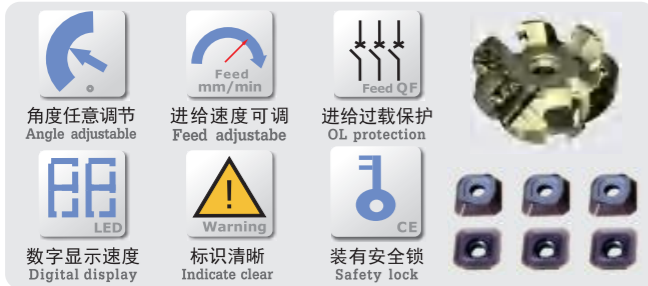 Feed
mm/min
Feed QF
角度任意调节
进给速度可调
进给过载保护
Angle adjustable
Feed adjustabe
OL protection
LED
!
Warning
CE
数字显示速度
标识清晰
装有安全锁
Digital display
Indicate clear
Safety lock